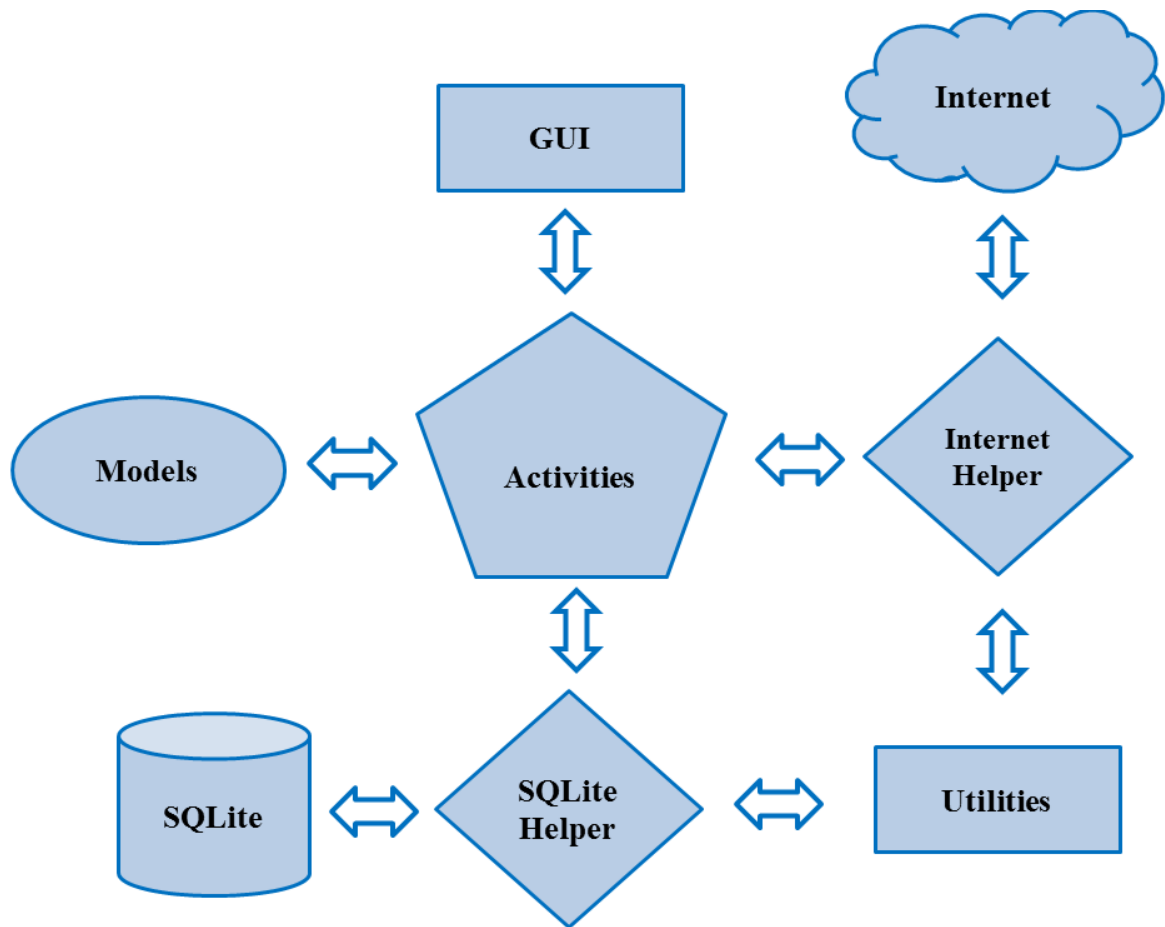 Internet
GUI
Models
Activities
Internet
Helper
SQLite
SQLite
Helper
Utilities